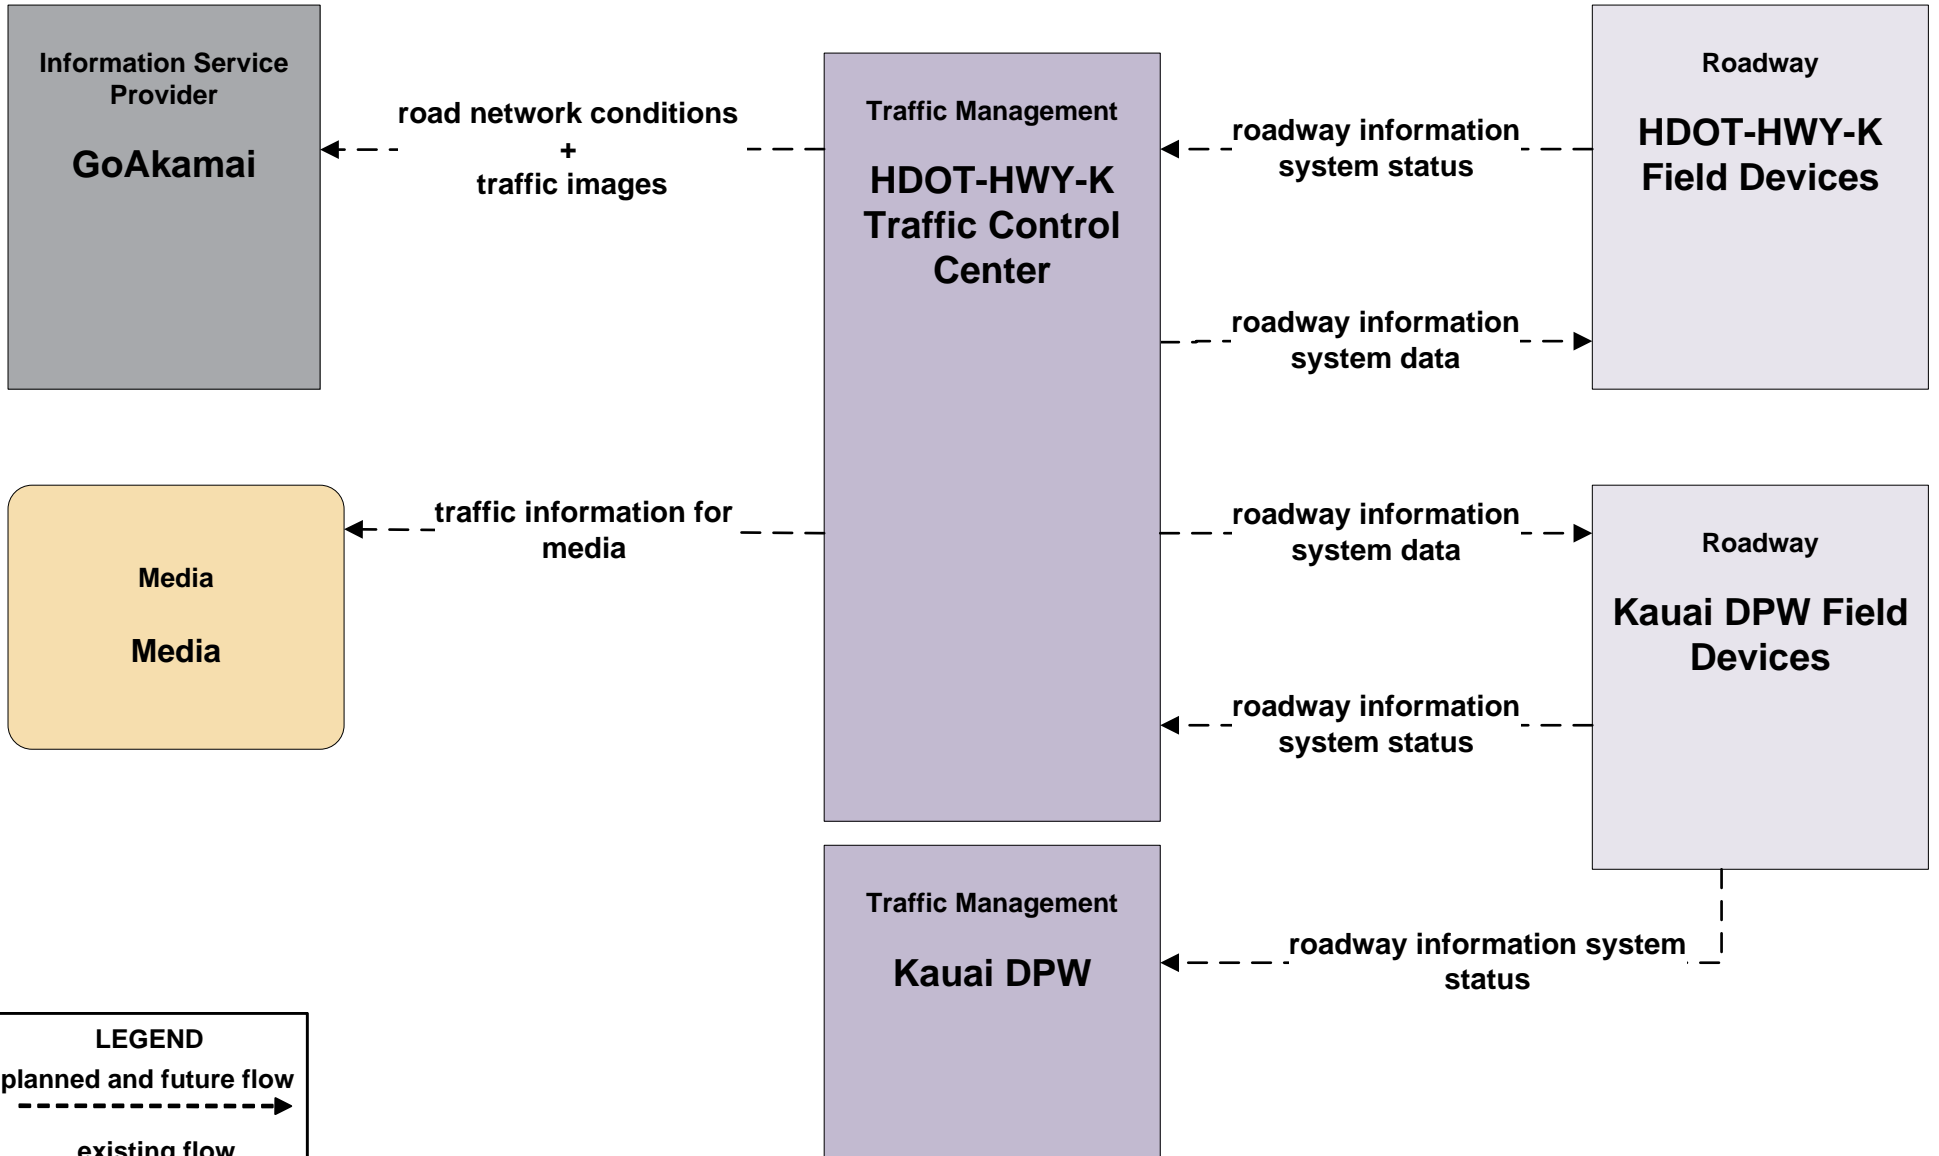 Information Service
Provider
GoAkamai
road network conditions
+
traffic images
Traffic Management
HDOT-HWY-K
Traffic Control
Center
roadway information
system status
Roadway
HDOT-HWY-K
Field Devices
roadway information
system data
Media
Media
traffic information for
media
roadway information
system data
Roadway
Kauai DPW Field
Devices
roadway information
system status
Traffic Management
Kauai DPW
roadway information system
status
LEGEND
planned and future flow
existing flow